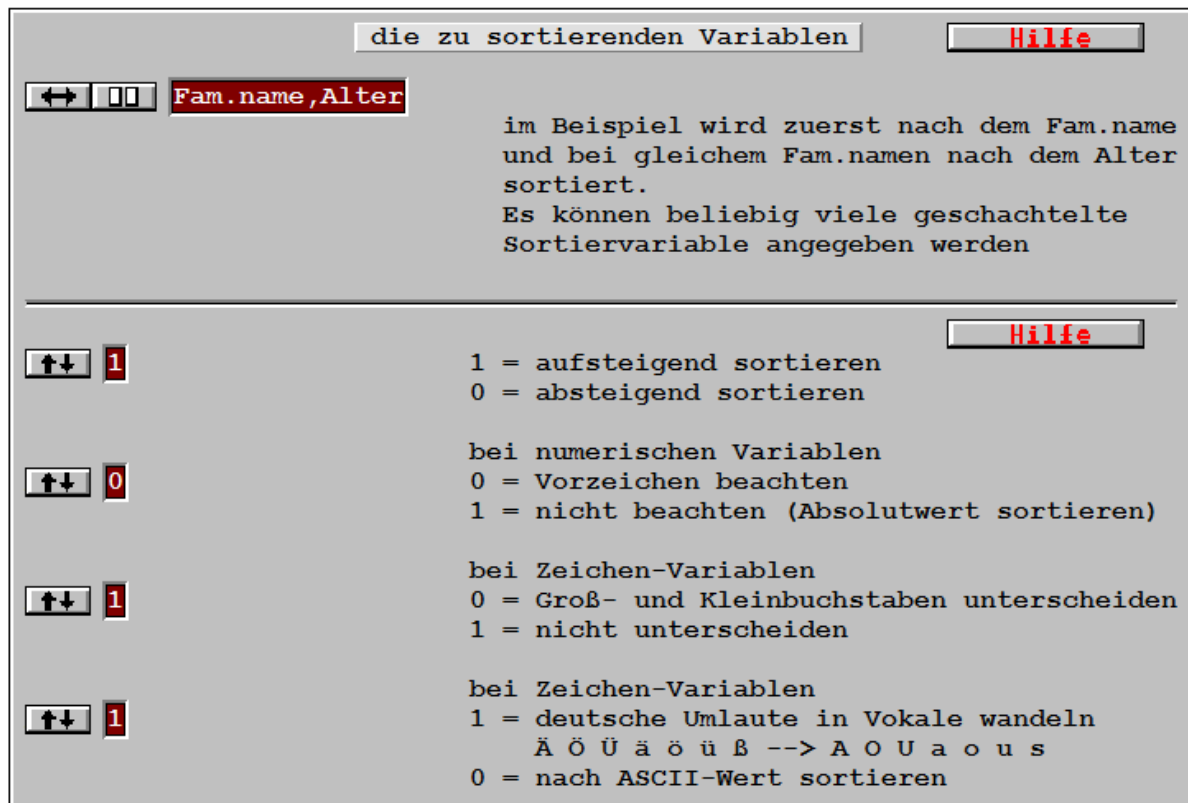 die zu sortierenden Variablen Hilfe
Fam.name,Alter
im Beispiel wird zuerst nach dem Fam.name
und bei gleichem Fam.namen nach dem Alter
sortiert.
Es können beliebig viele geschachtelte
Sortiervariable angegeben werden
Hilfe
1
1 = aufsteigend sortieren
0 = absteigend sortieren
bei numerischen Variablen
0
0 = Vorzeichen beachten
1 = nicht beachten (Absolutwert sortieren)
bei Zeichen-Variablen
1
0 = Groß- und Kleinbuchstaben unterscheiden
1 = nicht unterscheiden
bei Zeichen-Variablen
1
1 = deutsche Umlaute in Vokale wandeln
Ä Ö Ü ä ö ü ß --> A O U a o u s
0 = nach ASCII-Wert sortieren